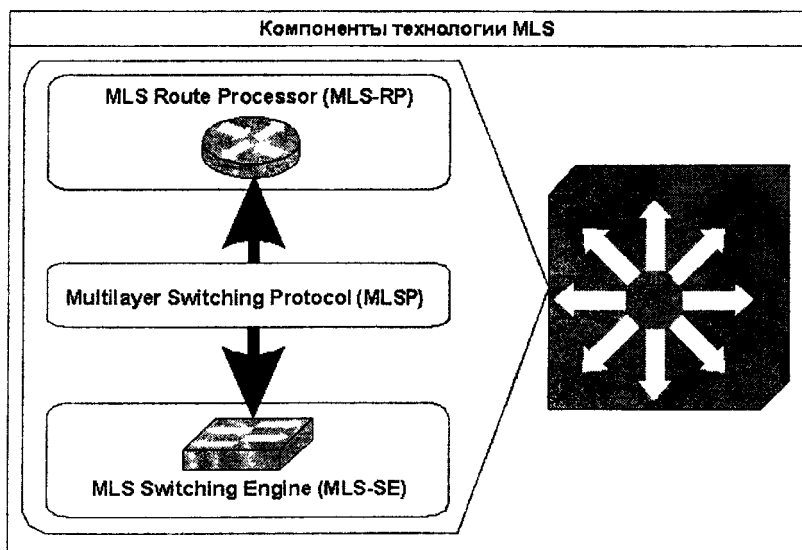 Компоненты технологии MLS
MLS Route Processor (MLS-RP)
Multilayer Switching Protocol (MLSP)
MLS Switching Engine (MLS-SE)